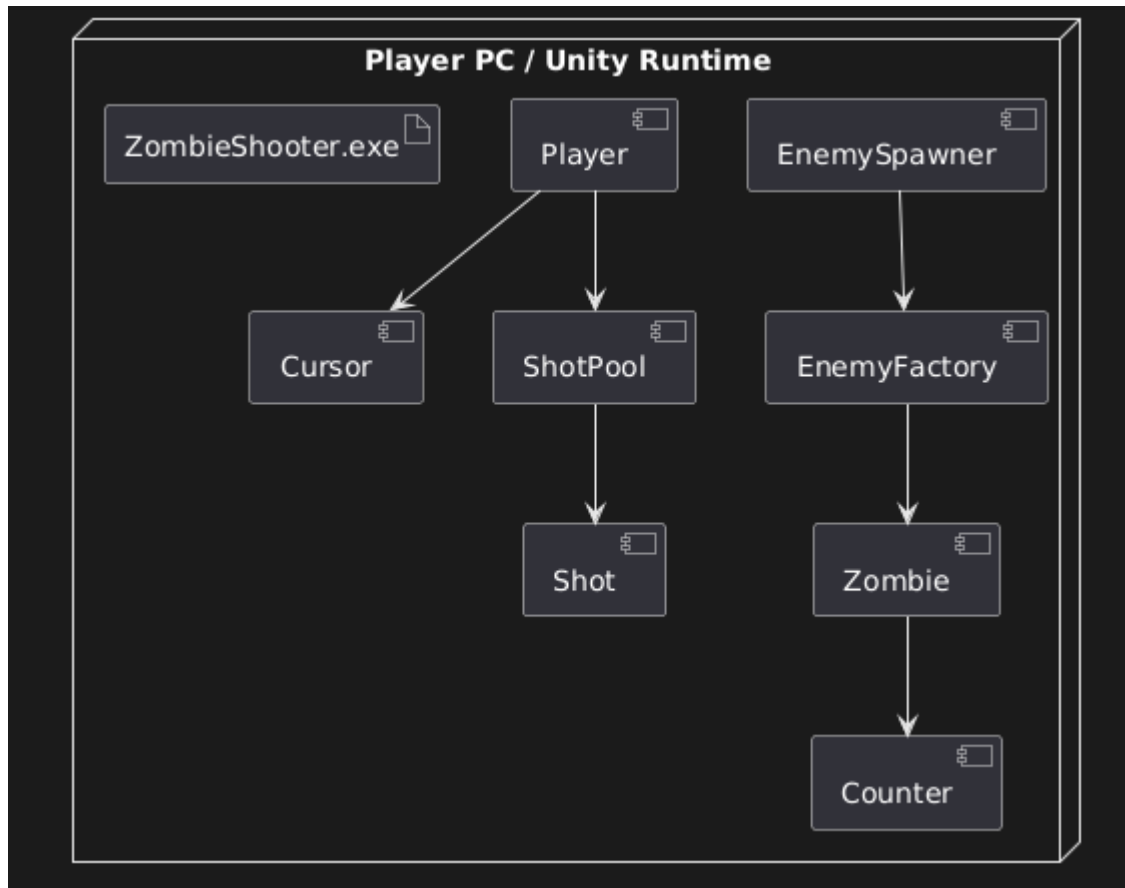 Player PC / Unity Runtime
ZombieShooter.exe
Player
EnemySpawner
Cursor
ShotPool
EnemyFactory
Shot
Zombie
Counter